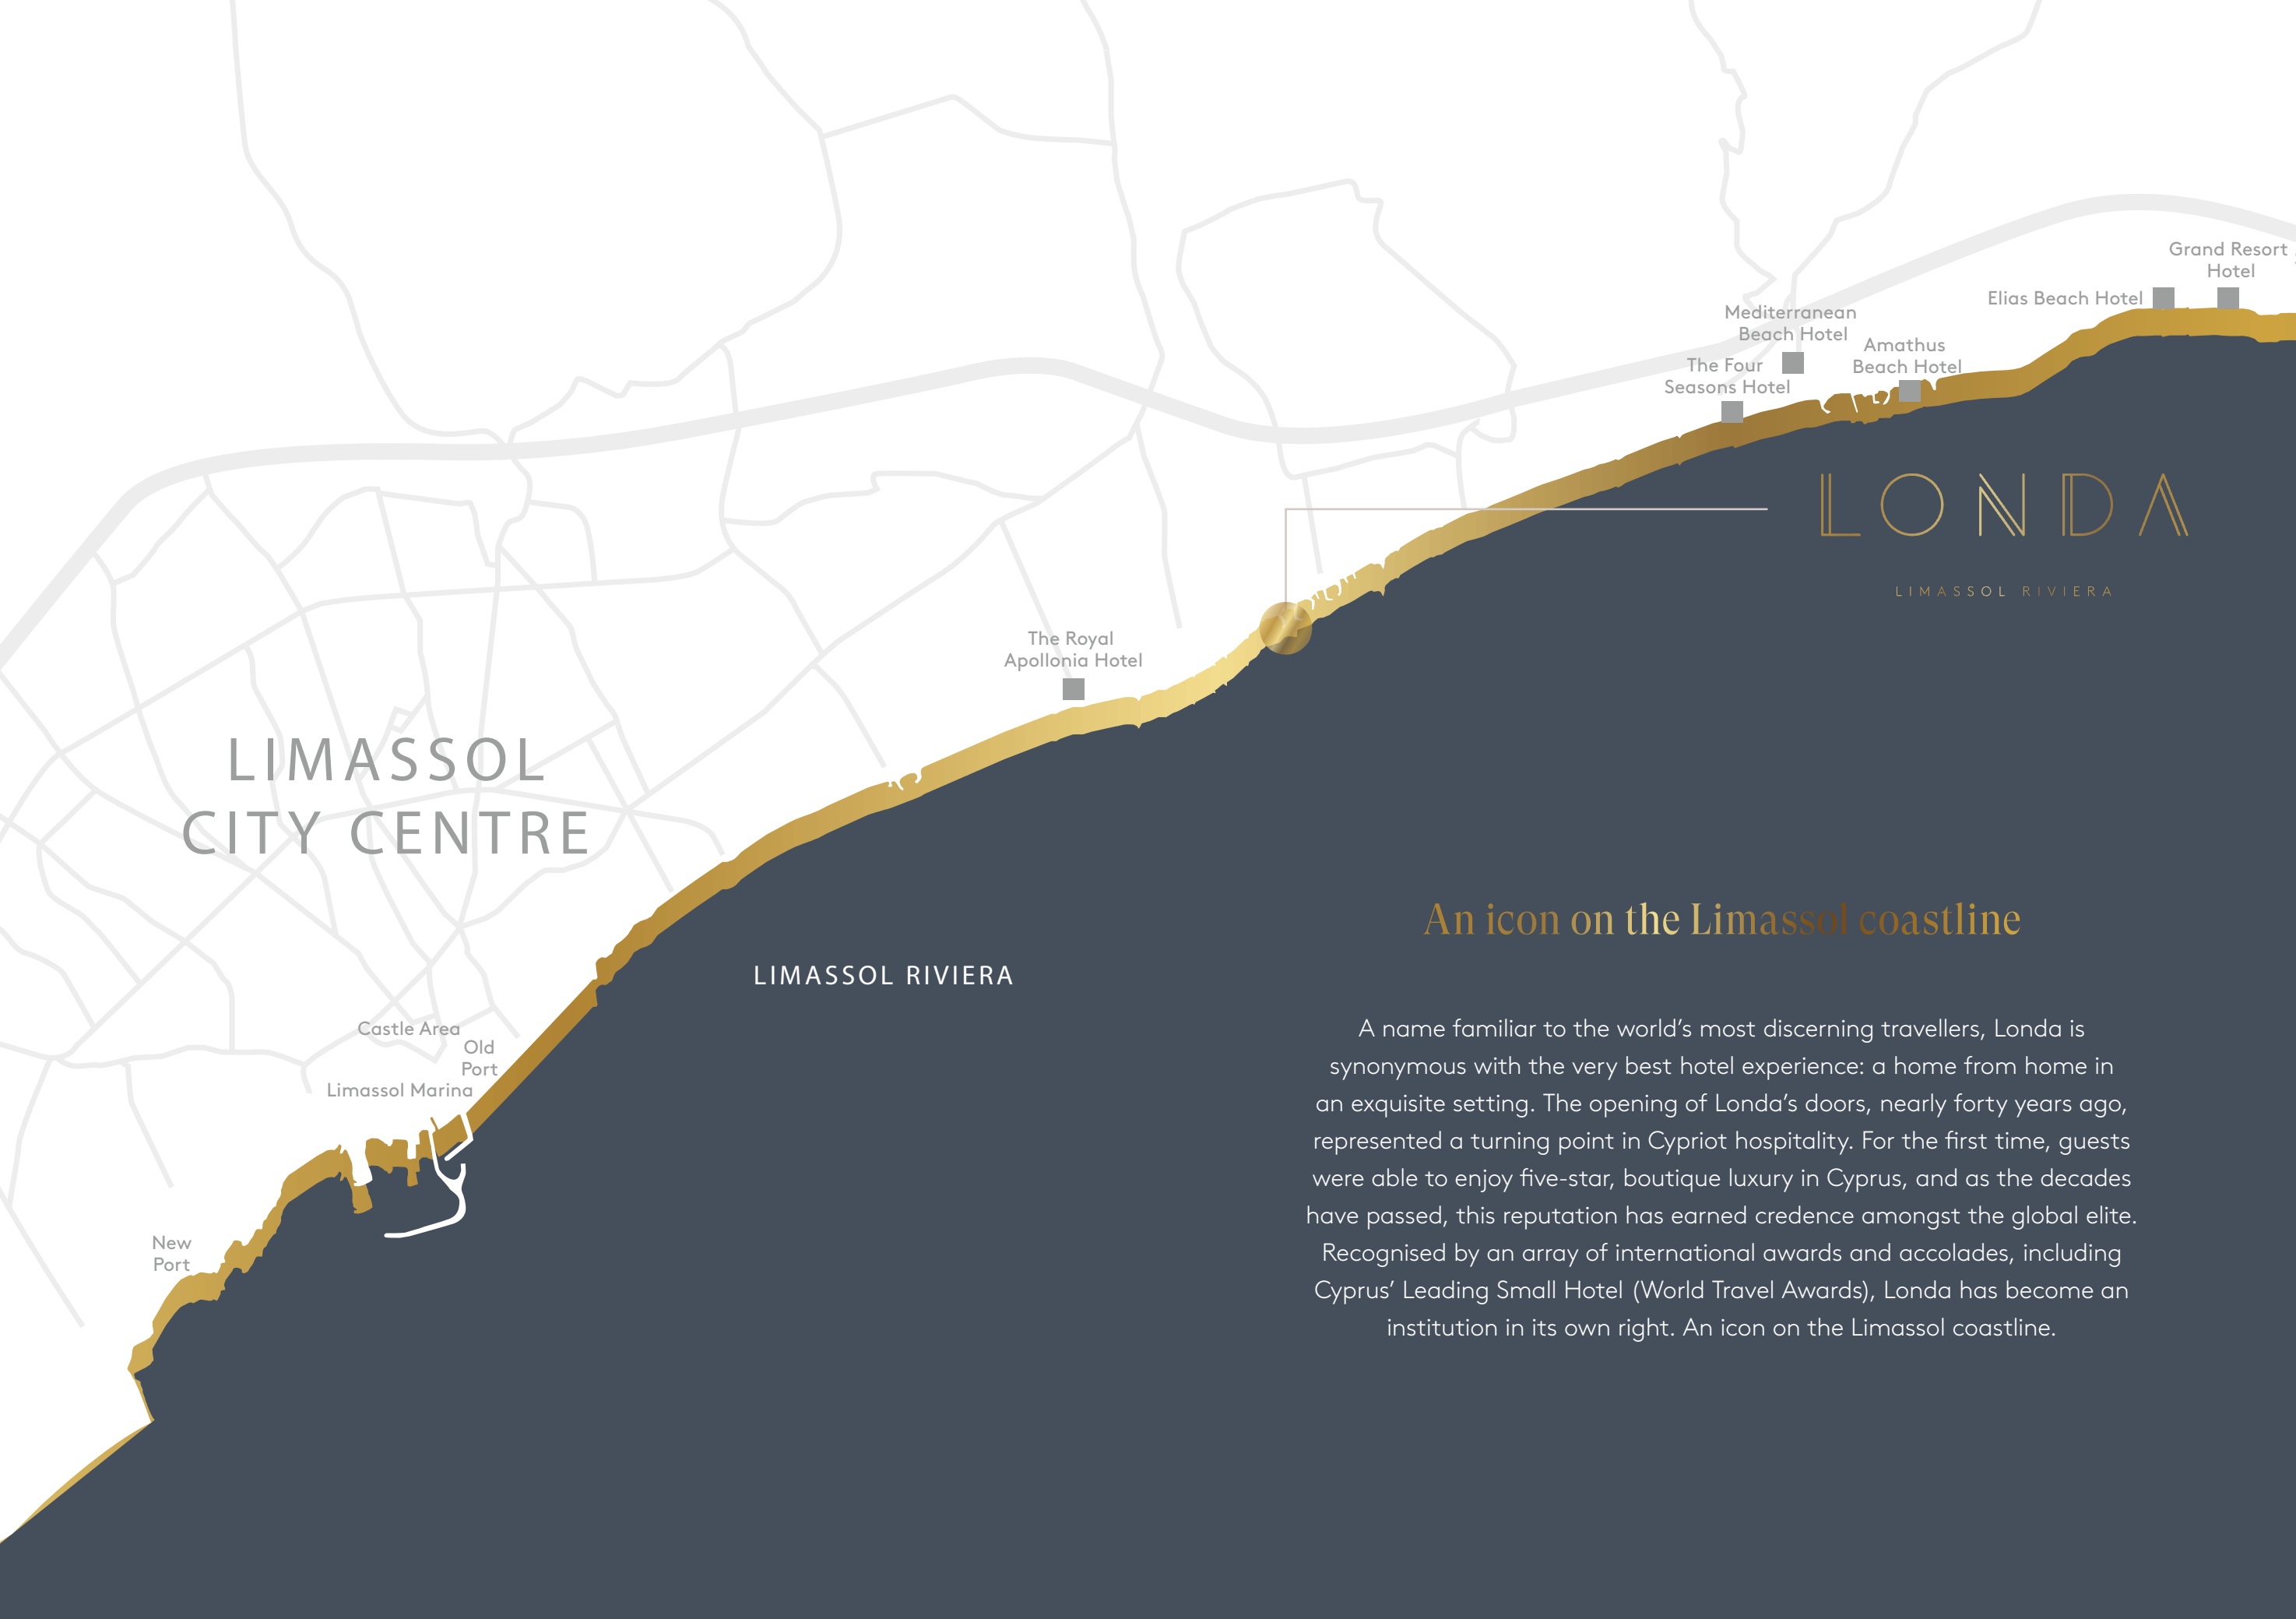 Grand Resort
Hotel
Elias Beach Hotel
Mediterranean
Beach Hotel
Amathus
Beach Hotel
The Four
Seasons Hotel
LONDA
LIMASSOL RIVIERA
The Royal
Apollonia Hotel
LIMASSOL
CITY CENTRE
An icon on the Limassol coastline
LIMASSOL RIVIERA
A name familiar to the world’s most discerning travellers, Londa is
synonymous with the very best hotel experience: a home from home in
an exquisite setting. The opening of Londa’s doors, nearly forty years ago,
represented a turning point in Cypriot hospitality. For the first time, guests
were able to enjoy five-star, boutique luxury in Cyprus, and as the decades
have passed, this reputation has earned credence amongst the global elite.
Recognised by an array of international awards and accolades, including
Cyprus’ Leading Small Hotel (World Travel Awards), Londa has become an
institution in its own right. An icon on the Limassol coastline.
Castle Area
Old
Port
Limassol Marina
New
Port